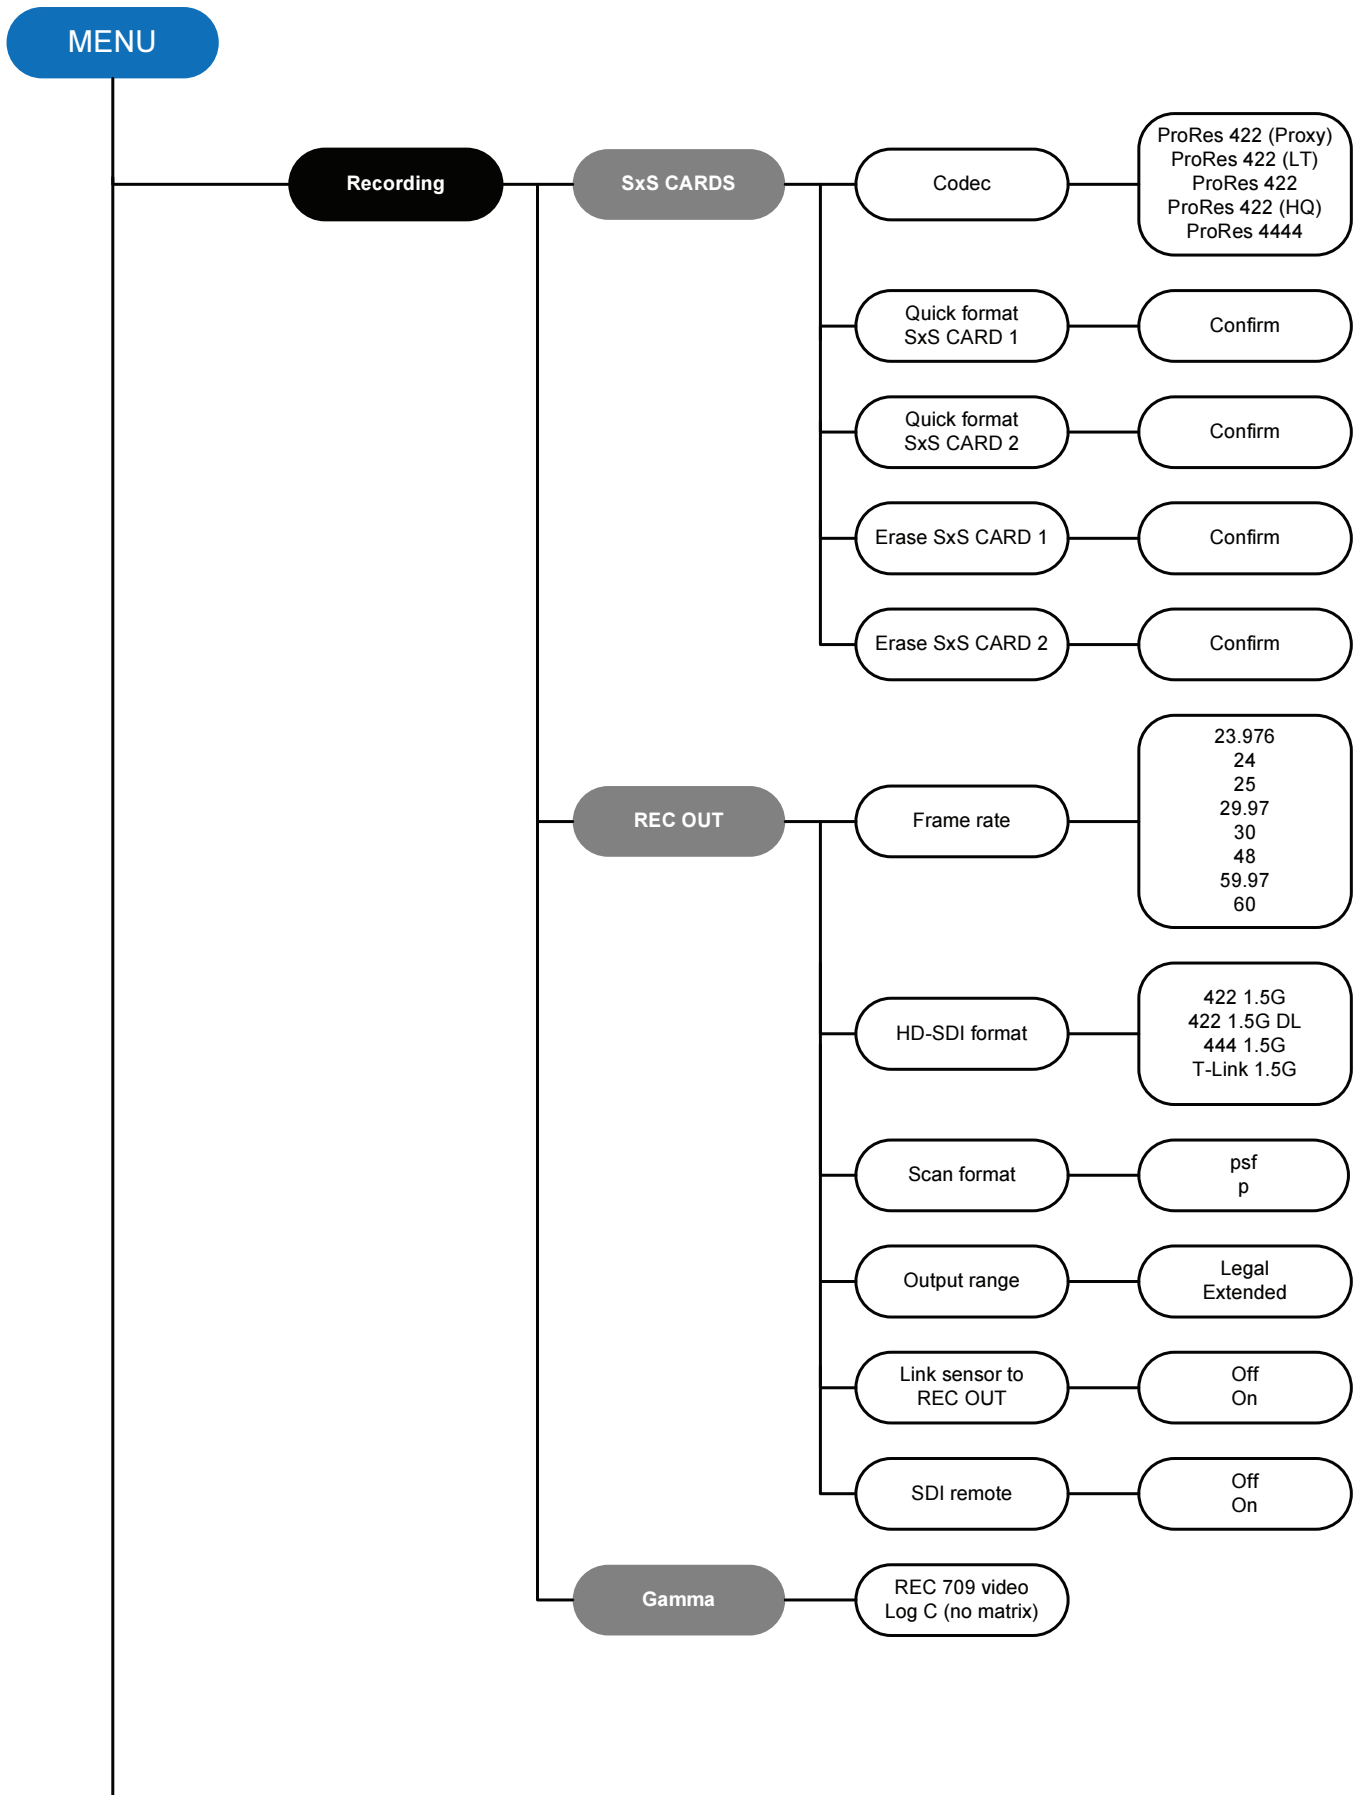 MENU
Recording
SxS CARDS
Codec
ProRes 422 (Proxy)
ProRes 422 (LT)
ProRes 422
ProRes 422 (HQ)
ProRes 4444
Quick format
SxS CARD 1
Confirm
Quick format
SxS CARD 2
Confirm
Erase SxS CARD 1
Confirm
Erase SxS CARD 2
Confirm
REC OUT
Frame rate
23.976
24
25
29.97
30
48
59.97
60
HD-SDI format
422 1.5G
422 1.5G DL
444 1.5G
T-Link 1.5G
Scan format
psf
p
Output range
Legal
Extended
Link sensor to
REC OUT
Off
On
SDI remote
Off
On
Gamma
REC 709 video
Log C (no matrix)